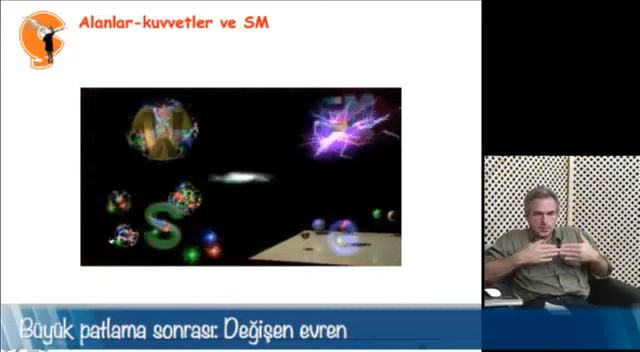 Alanlar-kuvvetler ve SM
W
S
e
Büyük patlama sonrası: Değişen evren